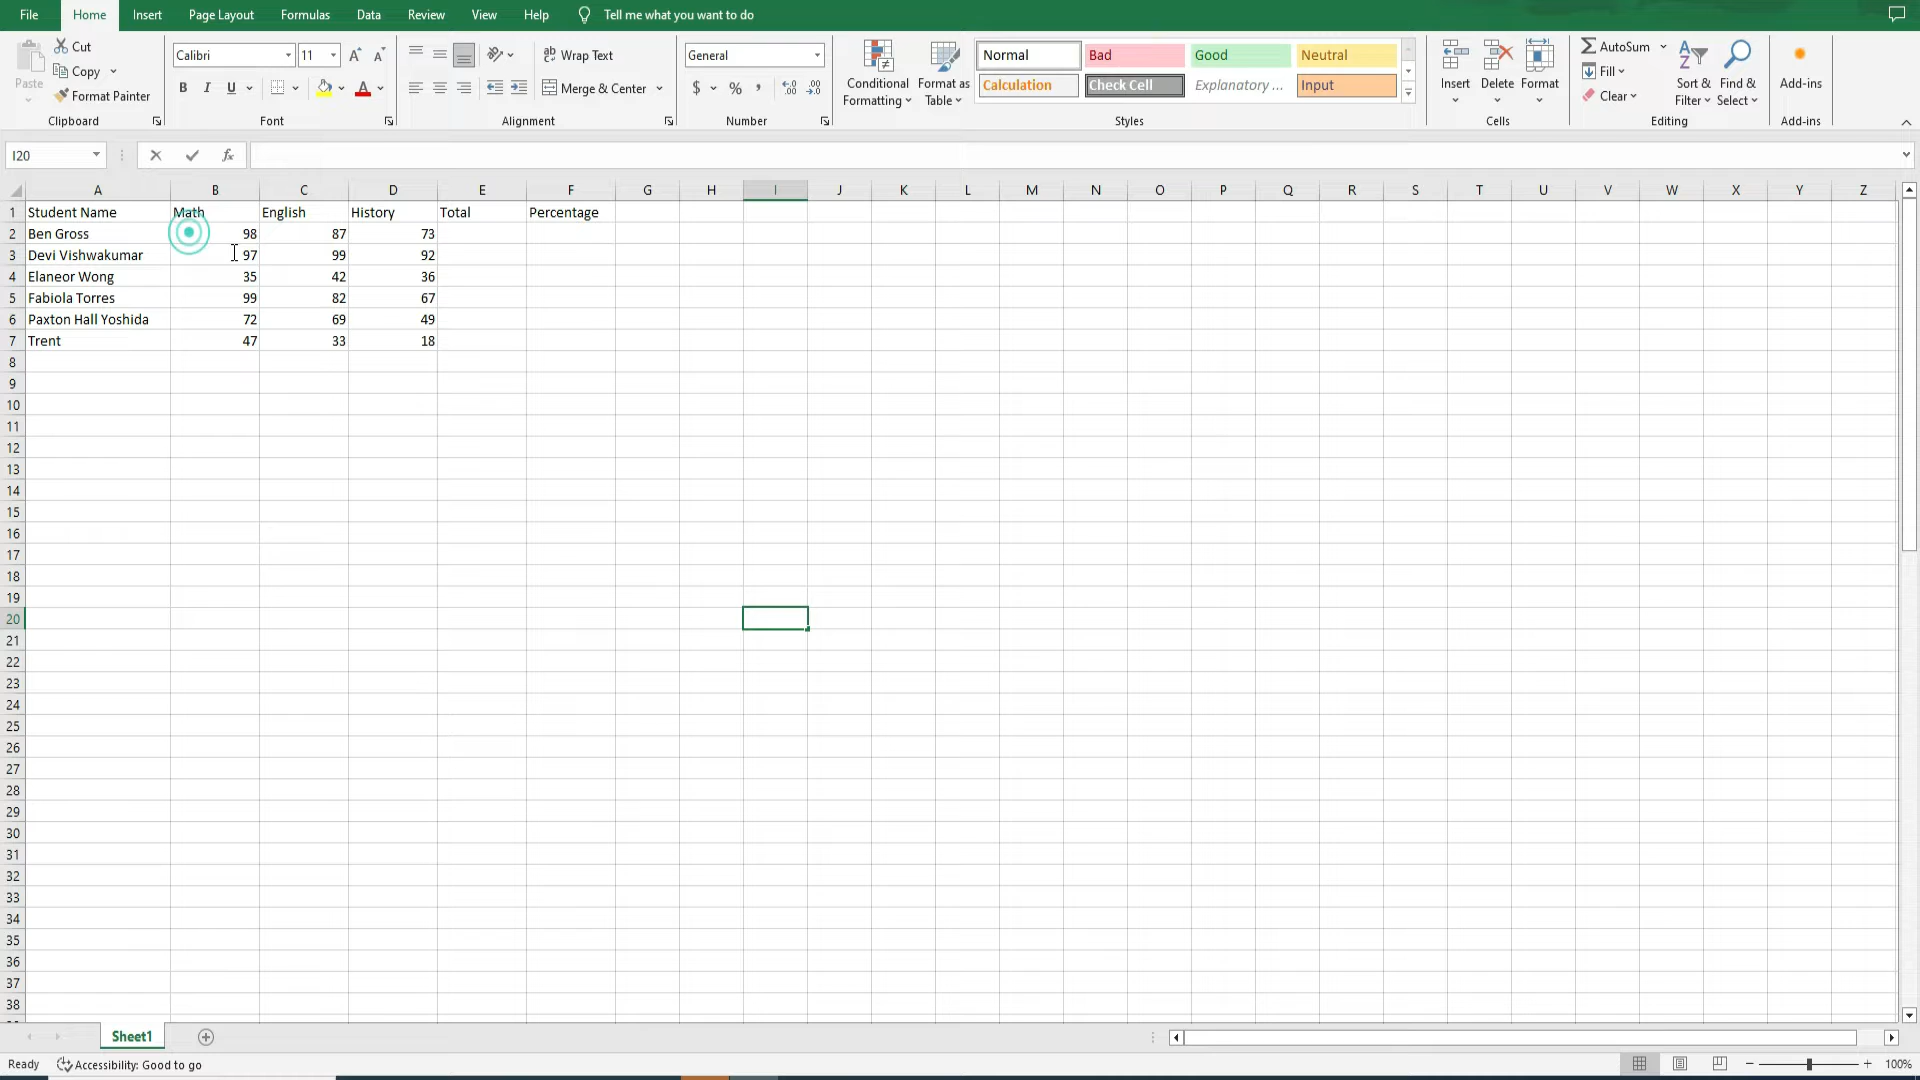 File Home Insert Page Layout Formulas Data Review View Help Tell me what you want to do
Paste Cut Copy Format Painter Clipboard
Calibri 11 A A B I U A Font
ab Wrap Text Merge & Center Alignment
General $ % , Number
Conditional Formatting Format as Table
Normal Bad Good Neutral
Calculation Check Cell Explanatory ... Input
Styles
Insert Delete Format Cells
AutoSum Fill Clear Sort & Filter Find & Select Editing
Add-ins Add-ins
I20 fx
A B C D E F G H I J K L M N O P Q R S T U V W X Y Z
1 Student Name Math English History Total Percentage
2 Ben Gross 98 87 73
3 Devi Vishwakumar 97 99 92
4 Elaneor Wong 35 42 36
5 Fabiola Torres 99 82 67
6 Paxton Hall Yoshida 72 69 49
7 Trent 47 33 18
8
9
10
11
12
13
14
15
16
17
18
19
20
21
22
23
24
25
26
27
28
29
30
31
32
33
34
35
36
37
38
Sheet1
Ready Accessibility: Good to go 100%